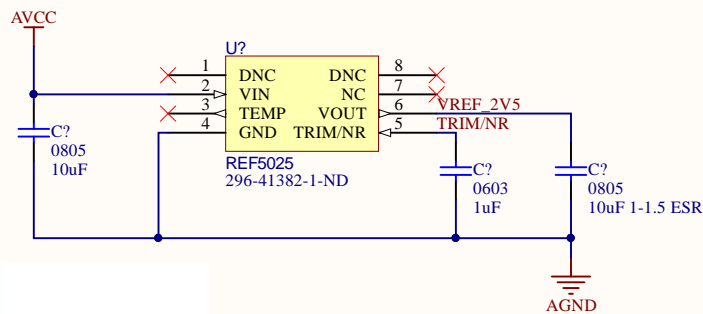 AVCC
U?
1 DNC DNC 8
2 VIN NC 7
3 TEMP VOUT 6 VREF_2V5
4 GND TRIM/NR 5 TRIM/NR
REF5025
296-41382-1-ND
C?
0805
10uF
C?
0603
1uF
C?
0805
10uF 1-1.5 ESR
AGND